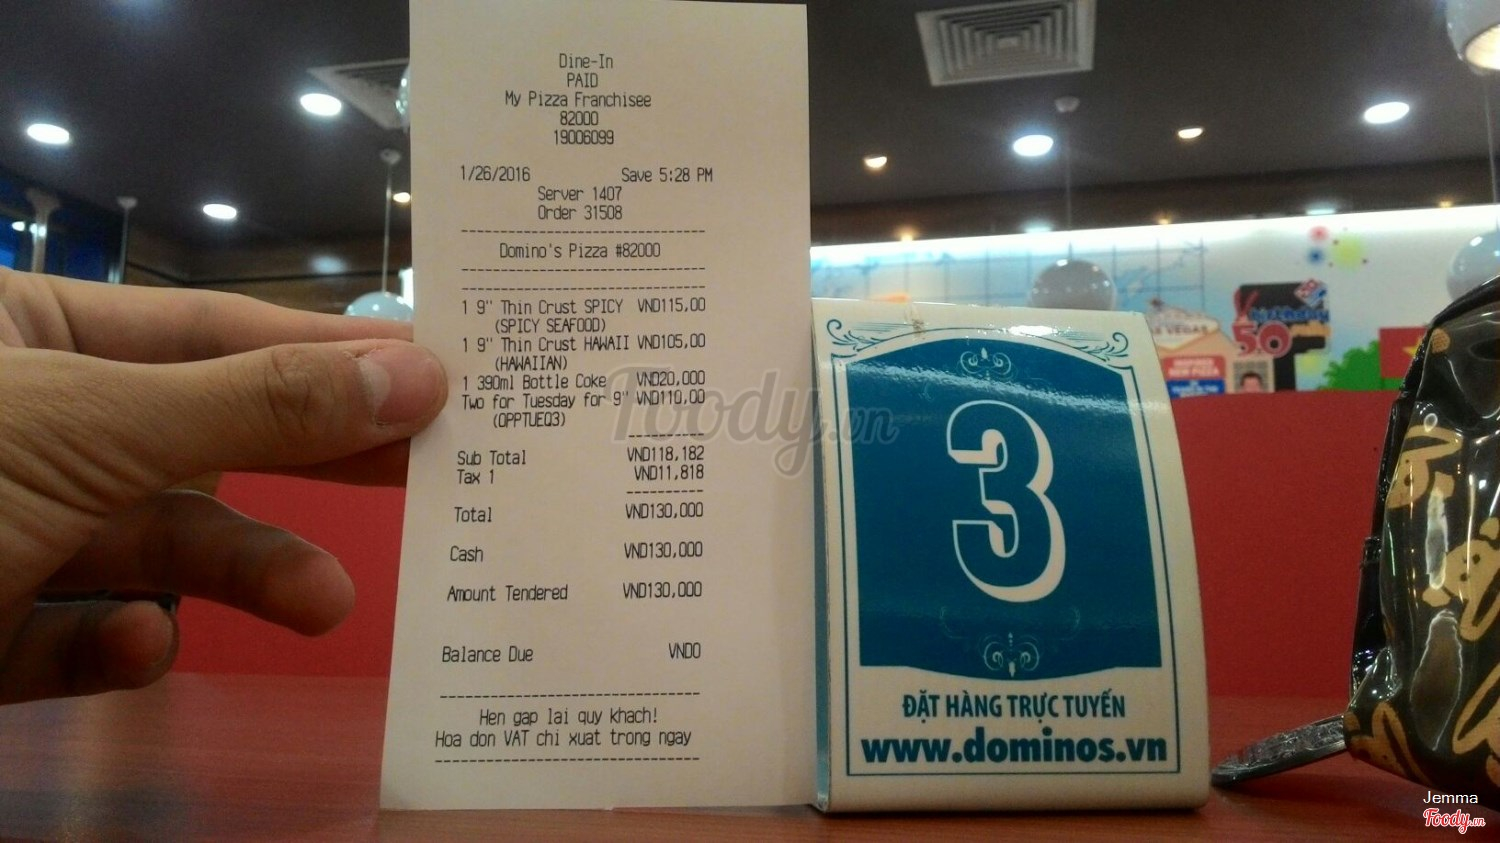 Dine-In
PAID
My Pizza Franchisee
82000
19006099
1/26/2016 Save 5:28 PM
Server 1407
Order 31508
Domino's Pizza #82000
1 9" Thin Crust SPICY VND115,00
(SPICY SEAFOOD)
1 9" Thin Crust HAWAII VND105,00
(HAWAIIAN)
1 390ml Bottle Coke VND20,000
Two for Tuesday for 9" VND110,00
(OPPTUEQ3)
Sub Total VND118,182
Tax 1 VND11,818
Total VND130,000
Cash VND130,000
Amount Tendered VND130,000
Balance Due VND0
Hen gap lai quy khach!
Hoa don VAT chi xuat trong ngay
3
ĐẶT HÀNG TRỰC TUYẾN
www.dominos.vn
birthday
5.0
Foody.vn
Jemma
Foody.vn